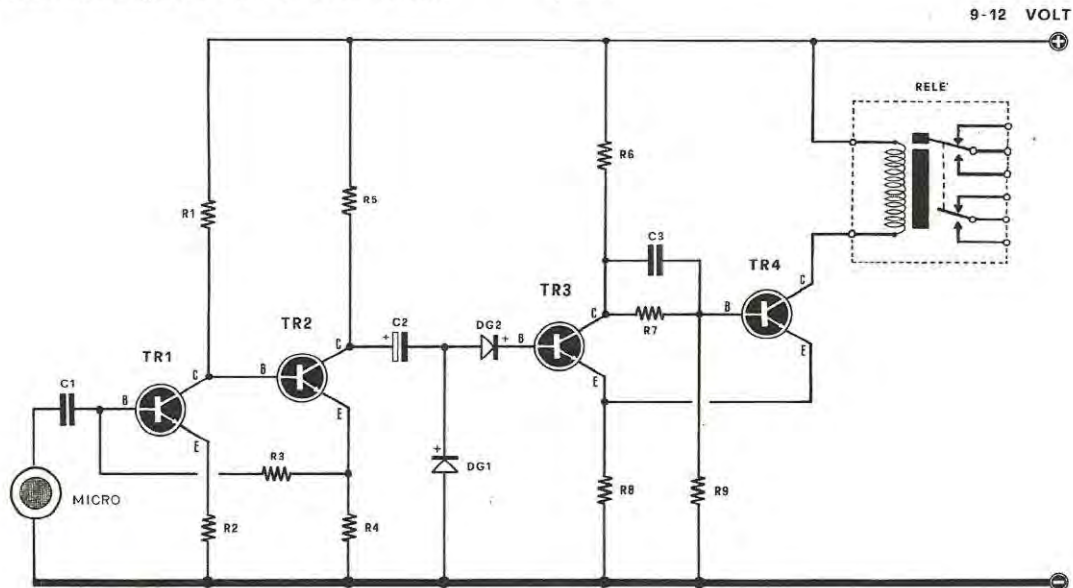 9-12 VOLT
RELE'
R1
R5
R6
C3
TR4
C
B
E
TR3
C
B
E
R7
TR2
C
B
E
C2
+
DG2
+
TR1
C
B
E
C1
R3
+
DG1
MICRO
R2
R4
R8
R9